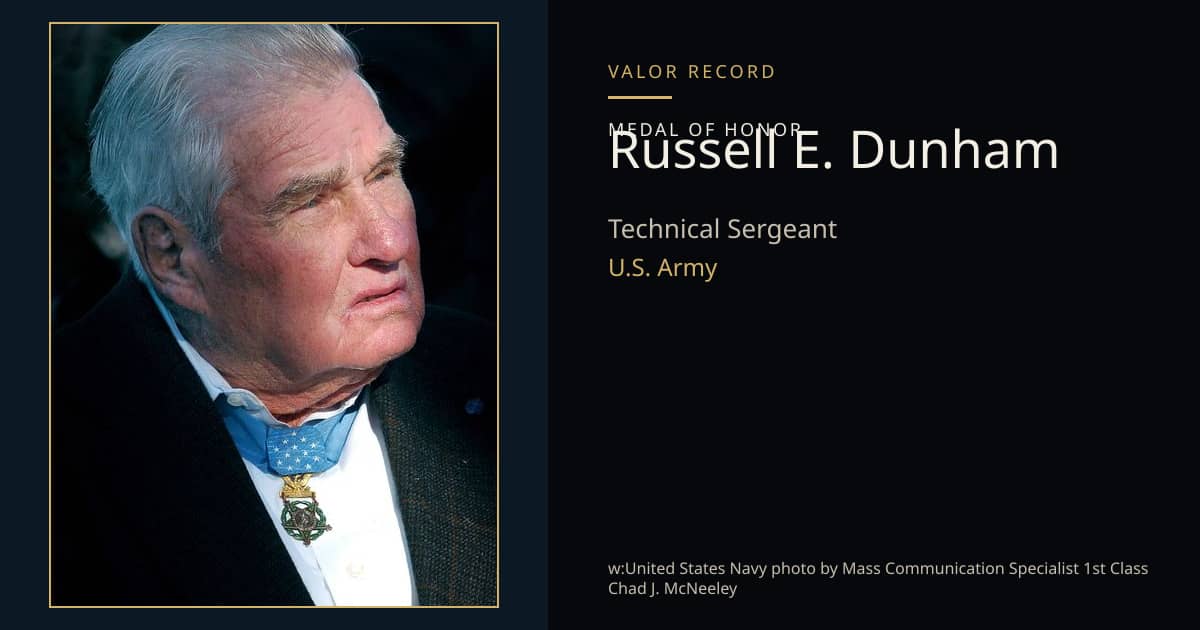 VALOR RECORD
MEDAL OF HONOR
Russell E. Dunham
Technical Sergeant
U.S. Army
w:United States Navy photo by Mass Communication Specialist 1st Class
Chad J. McNeeley